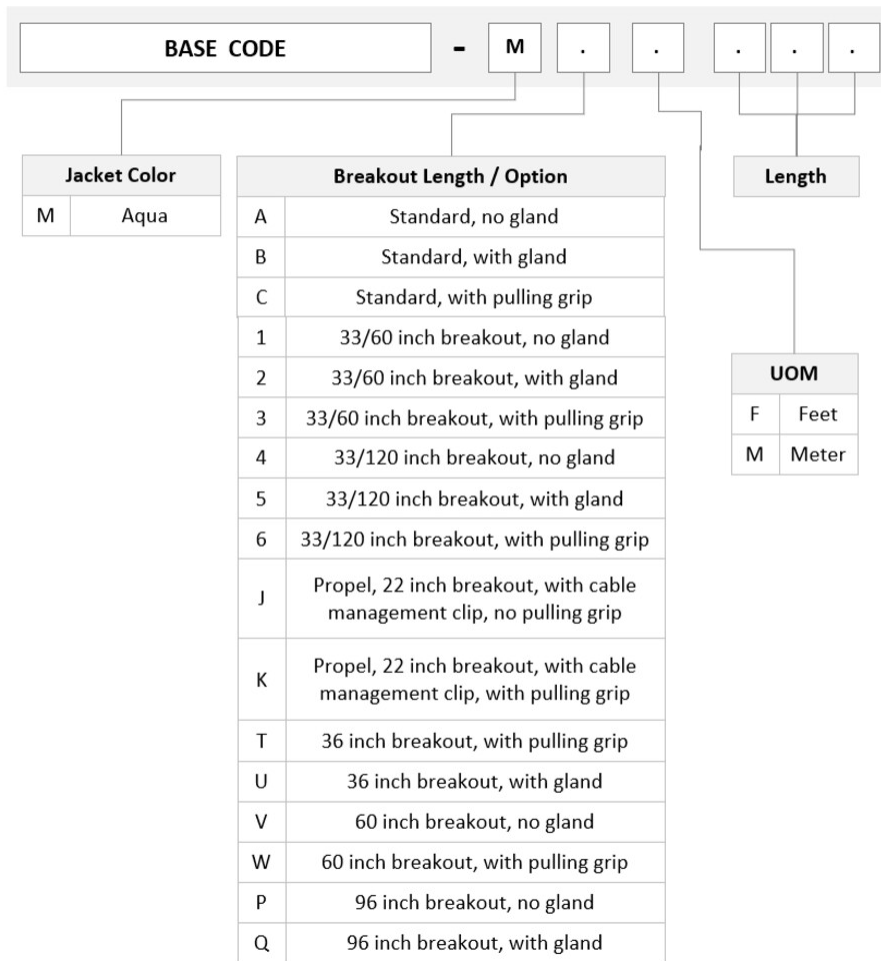 BASE CODE - M . . . . .
Jacket Color
M Aqua
Breakout Length / Option
A Standard, no gland
B Standard, with gland
C Standard, with pulling grip
1 33/60 inch breakout, no gland
2 33/60 inch breakout, with gland
3 33/60 inch breakout, with pulling grip
4 33/120 inch breakout, no gland
5 33/120 inch breakout, with gland
6 33/120 inch breakout, with pulling grip
J Propel, 22 inch breakout, with cable
management clip, no pulling grip
K Propel, 22 inch breakout, with cable
management clip, with pulling grip
T 36 inch breakout, with pulling grip
U 36 inch breakout, with gland
V 60 inch breakout, no gland
W 60 inch breakout, with pulling grip
P 96 inch breakout, no gland
Q 96 inch breakout, with gland
Length
UOM
F Feet
M Meter